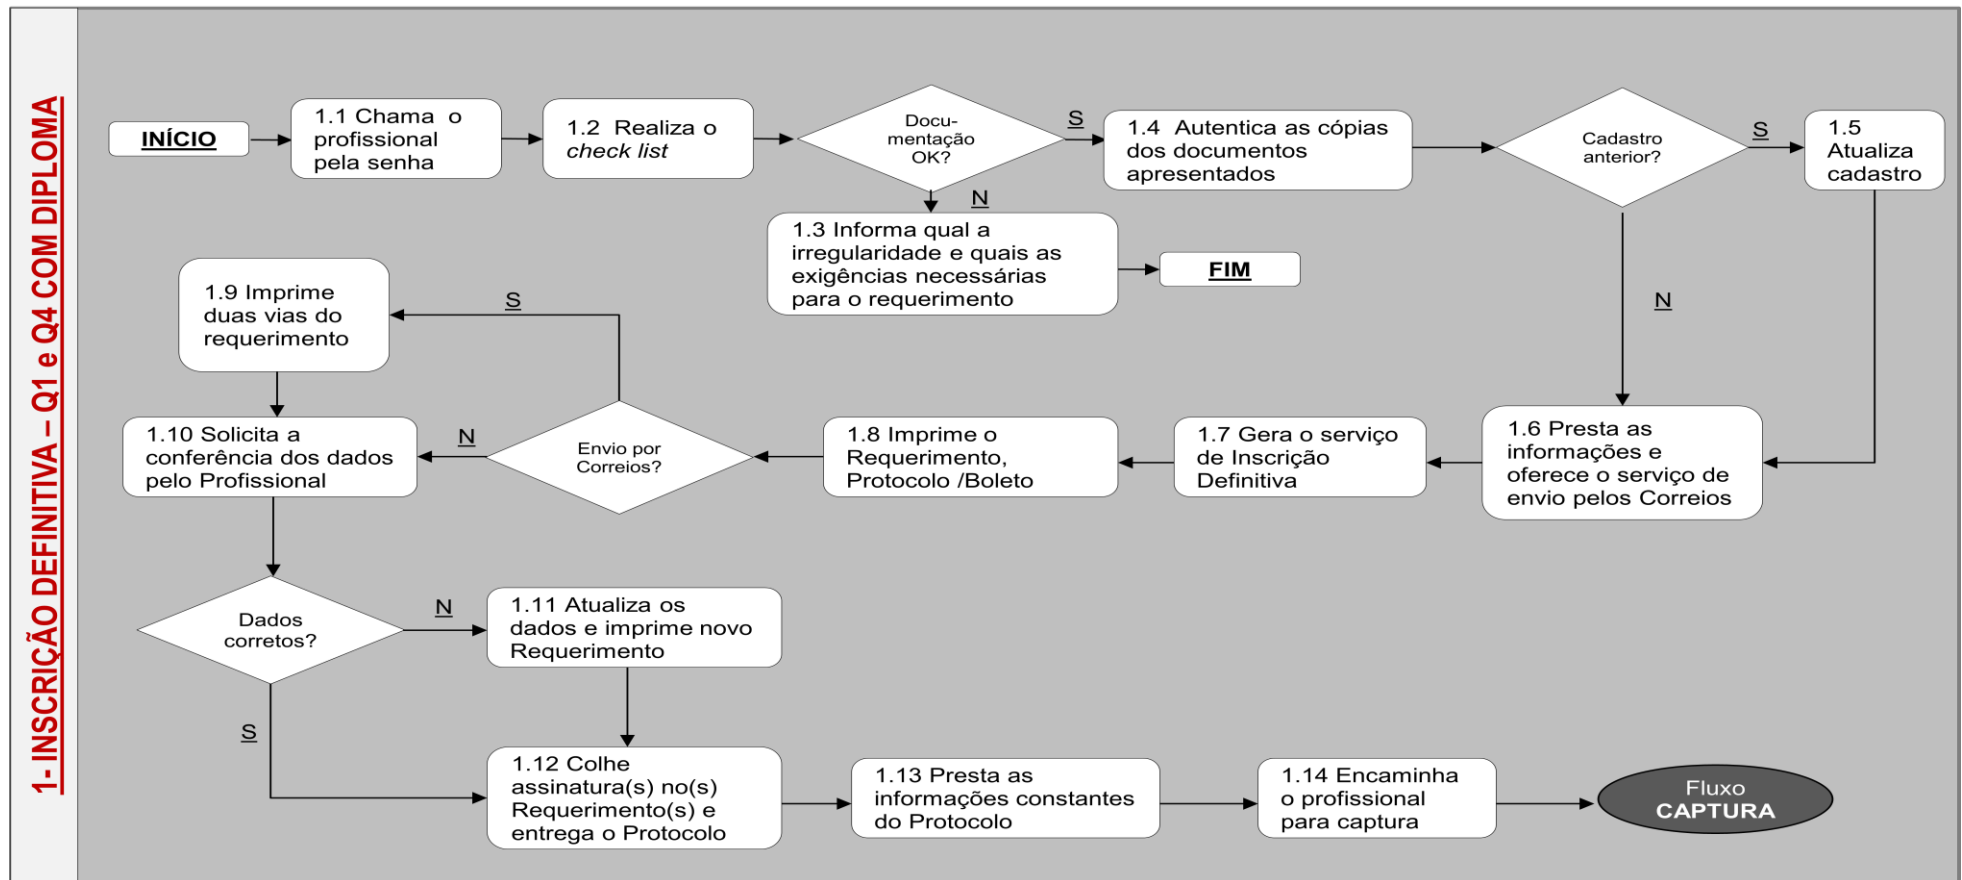 1- INSCRIÇÃO DEFINITIVA – Q1 e Q4 COM DIPLOMA
INÍCIO
1.1 Chama o
profissional
pela senha
1.2 Realiza o
check list
Docu-
mentação
OK?
S
N
1.3 Informa qual a
irregularidade e quais as
exigências necessárias
para o requerimento
FIM
1.4 Autentica as cópias
dos documentos
apresentados
Cadastro
anterior?
S
N
1.5
Atualiza
cadastro
1.6 Presta as
informações e
oferece o serviço de
envio pelos Correios
1.7 Gera o serviço
de Inscrição
Definitiva
1.8 Imprime o
Requerimento,
Protocolo /Boleto
Envio por
Correios?
S
N
1.9 Imprime
duas vias do
requerimento
1.10 Solicita a
conferência dos dados
pelo Profissional
Dados
corretos?
N
S
1.11 Atualiza os
dados e imprime novo
Requerimento
1.12 Colhe
assinatura(s) no(s)
Requerimento(s) e
entrega o Protocolo
1.13 Presta as
informações constantes
do Protocolo
1.14 Encaminha
o profissional
para captura
Fluxo
CAPTURA